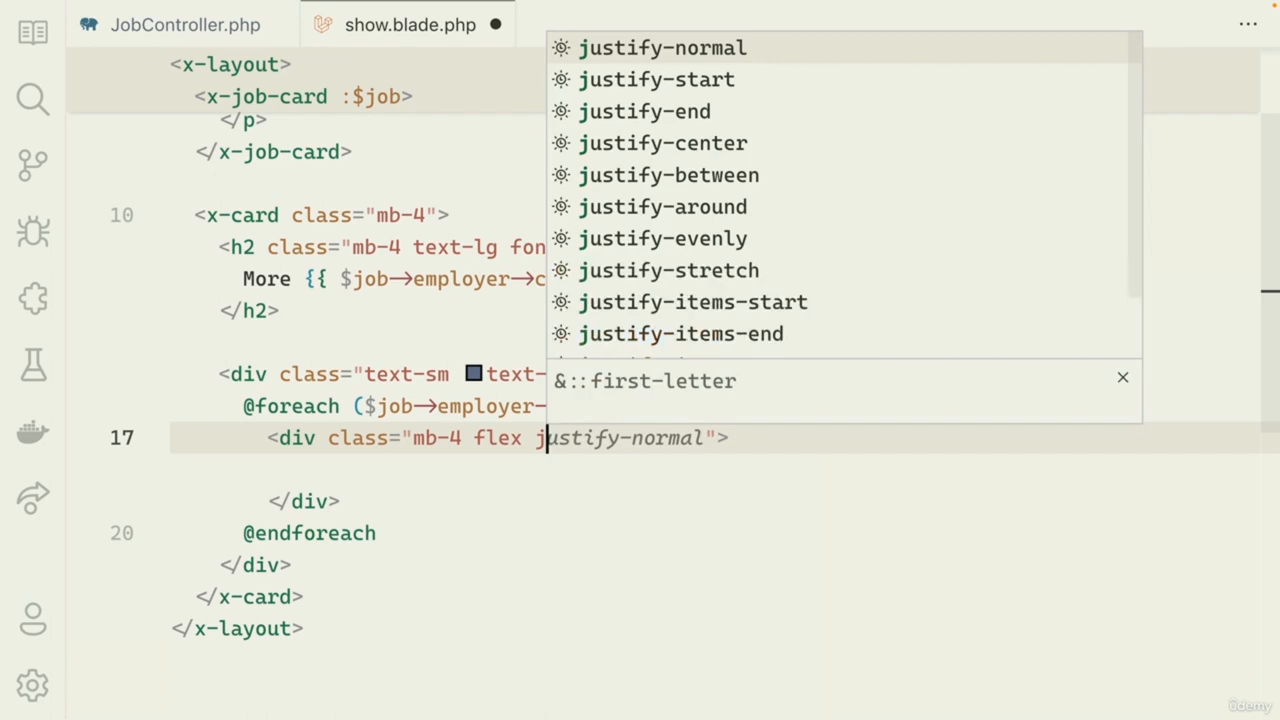 JobController.php
show.blade.php
<x-layout>
<x-job-card :$job>
</p>
</x-job-card>
10 <x-card class="mb-4">
<h2 class="mb-4 text-lg fon
More {{ $job->employer->c
</h2>
<div class="text-sm text-
@foreach ($job->employer-
17 <div class="mb-4 flex justify-normal">
</div>
20 @endforeach
</div>
</x-card>
</x-layout>
justify-normal
justify-start
justify-end
justify-center
justify-between
justify-around
justify-evenly
justify-stretch
justify-items-start
justify-items-end
&::first-letter
ûdemy